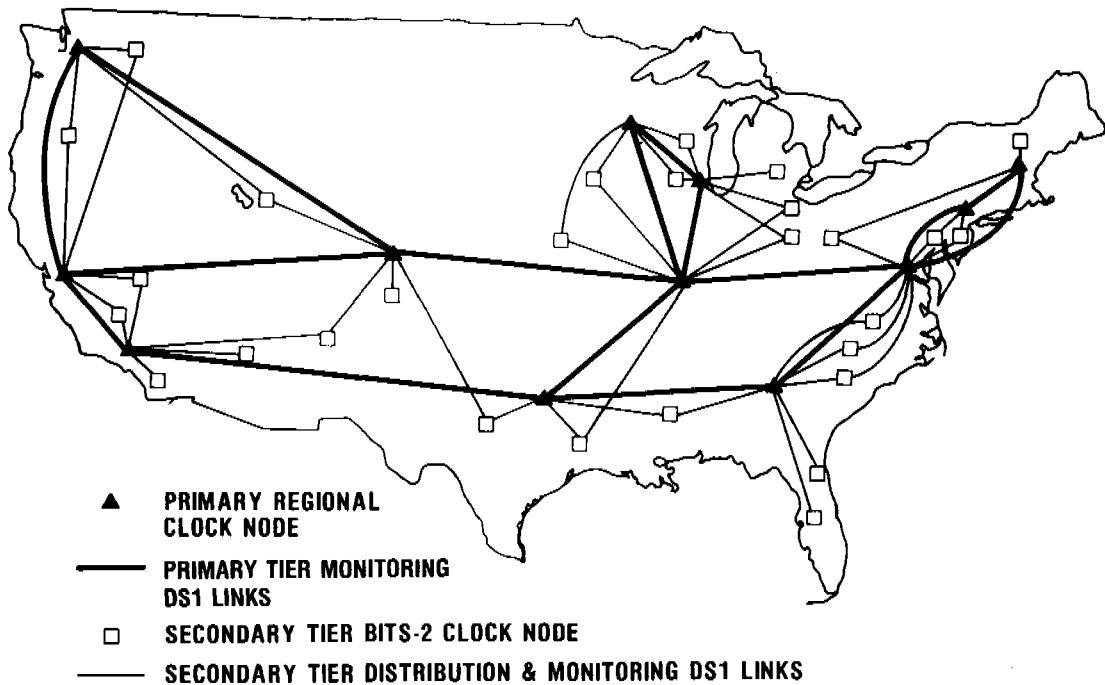 PRIMARY REGIONAL
CLOCK NODE
PRIMARY TIER MONITORING
DS1 LINKS
SECONDARY TIER BITS-2 CLOCK NODE
SECONDARY TIER DISTRIBUTION & MONITORING DS1 LINKS